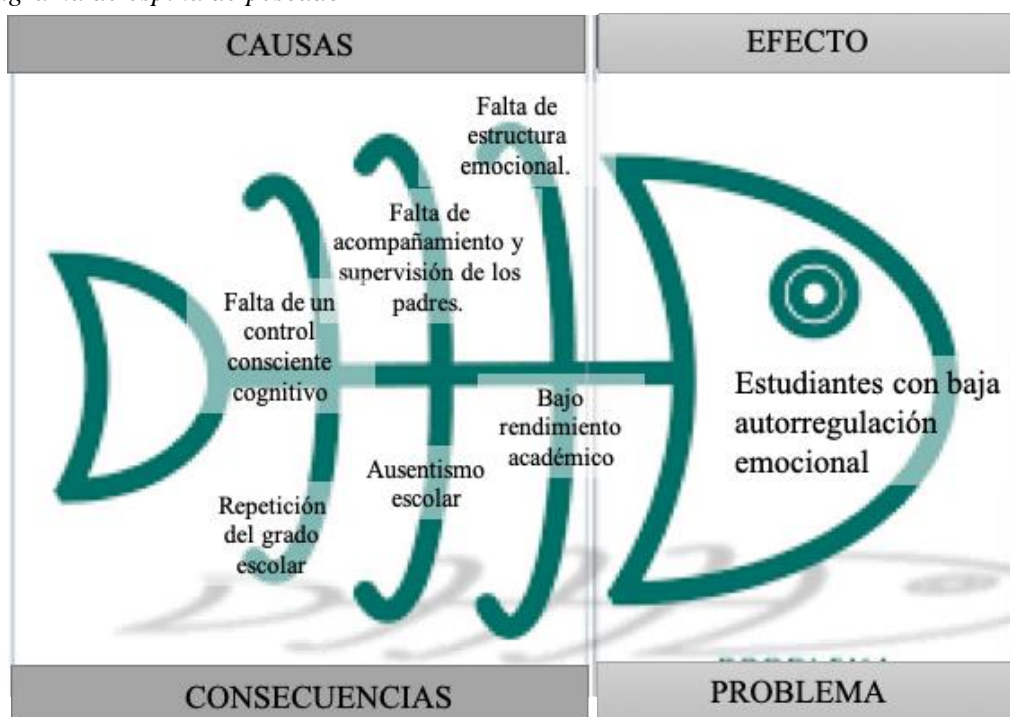 CAUSAS
EFECTO
Falta de
estructura
emocional.
Falta de
acompañamiento y
supervisión de los
padres.
Falta de un
control
consciente
cognitivo
Estudiantes con baja
autorregulación
emocional
Bajo
rendimiento
académico
Ausentismo
escolar
Repetición
del grado
escolar
CONSECUENCIAS
PROBLEMA